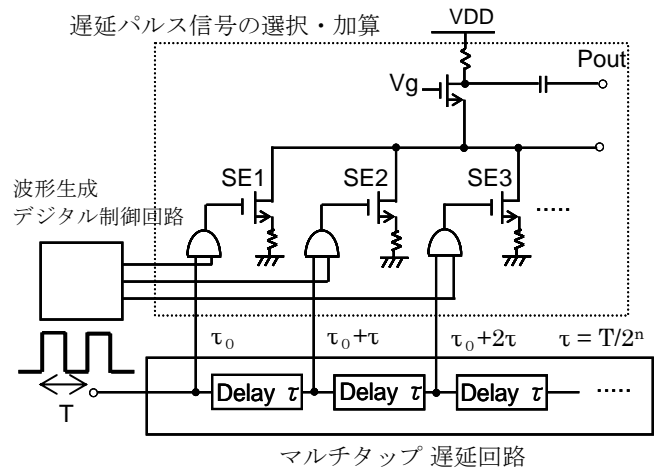 遅延パルス信号の選択・加算
VDD
Pout
Vg
SE1
SE2
SE3
.....
波形生成
デジタル制御回路
τ₀
τ₀+τ
τ₀+2τ
τ = T/2ⁿ
T
Delay τ
Delay τ
Delay τ
.....
マルチタップ 遅延回路